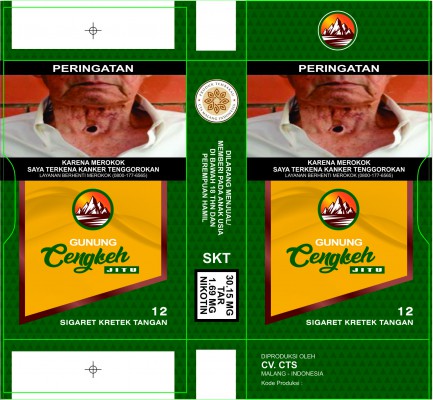 PERINGATAN
KARENA MEROKOK
SAYA TERKENA KANKER TENGGOROKAN
LAYANAN BERHENTI MEROKOK (0800-177-6565)
GUNUNG
Cengkeh
JITU
12
SIGARET KRETEK TANGAN
DILARANG MENJUAL/
MEMBERI PADA ANAK USIA
DI BAWAH 18 THN DAN
PEREMPUAN HAMIL
SKT
30,15 MG
TAR
1.69 MG
NIKOTIN
PERINGATAN
KARENA MEROKOK
SAYA TERKENA KANKER TENGGOROKAN
LAYANAN BERHENTI MEROKOK (0800-177-6565)
GUNUNG
Cengkeh
JITU
12
SIGARET KRETEK TANGAN
DIPRODUKSI OLEH
CV. CTS
MALANG - INDONESIA
Kode Produksi :